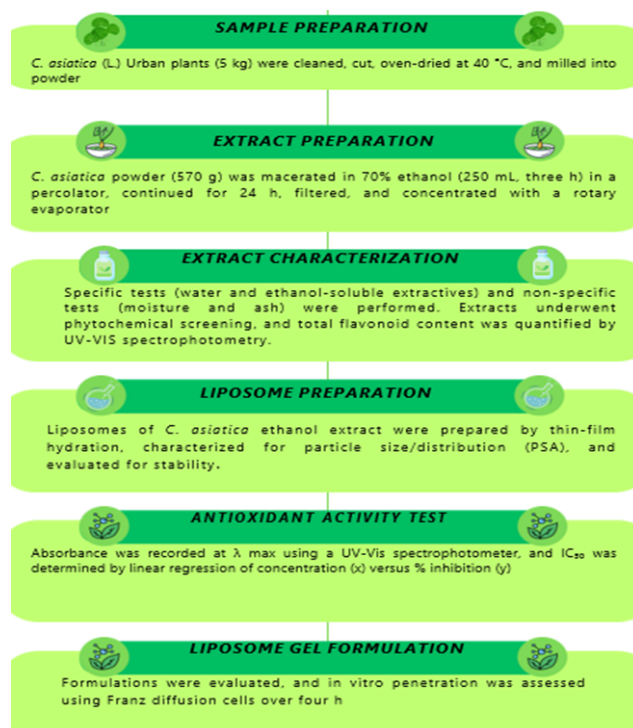 SAMPLE PREPARATION
C. asiatica (L.) Urban plants (5 kg) were cleaned, cut, oven-dried at 40 °C, and milled into
powder
EXTRACT PREPARATION
C. asiatica powder (570 g) was macerated in 70% ethanol (250 mL, three h) in a
percolator, continued for 24 h, filtered, and concentrated with a rotary
evaporator
EXTRACT CHARACTERIZATION
Specific tests (water and ethanol-soluble extractives) and non-specific
tests (moisture and ash) were performed. Extracts underwent
phytochemical screening, and total flavonoid content was quantified by
UV-VIS spectrophotometry.
LIPOSOME PREPARATION
Liposomes of C. asiatica ethanol extract were prepared by thin-film
hydration, characterized for particle size/distribution (PSA), and
evaluated for stability.
ANTIOXIDANT ACTIVITY TEST
Absorbance was recorded at λ max using a UV-Vis spectrophotometer, and IC₅₀ was
determined by linear regression of concentration (x) versus % inhibition (y)
LIPOSOME GEL FORMULATION
Formulations were evaluated, and in vitro penetration was assessed
using Franz diffusion cells over four h